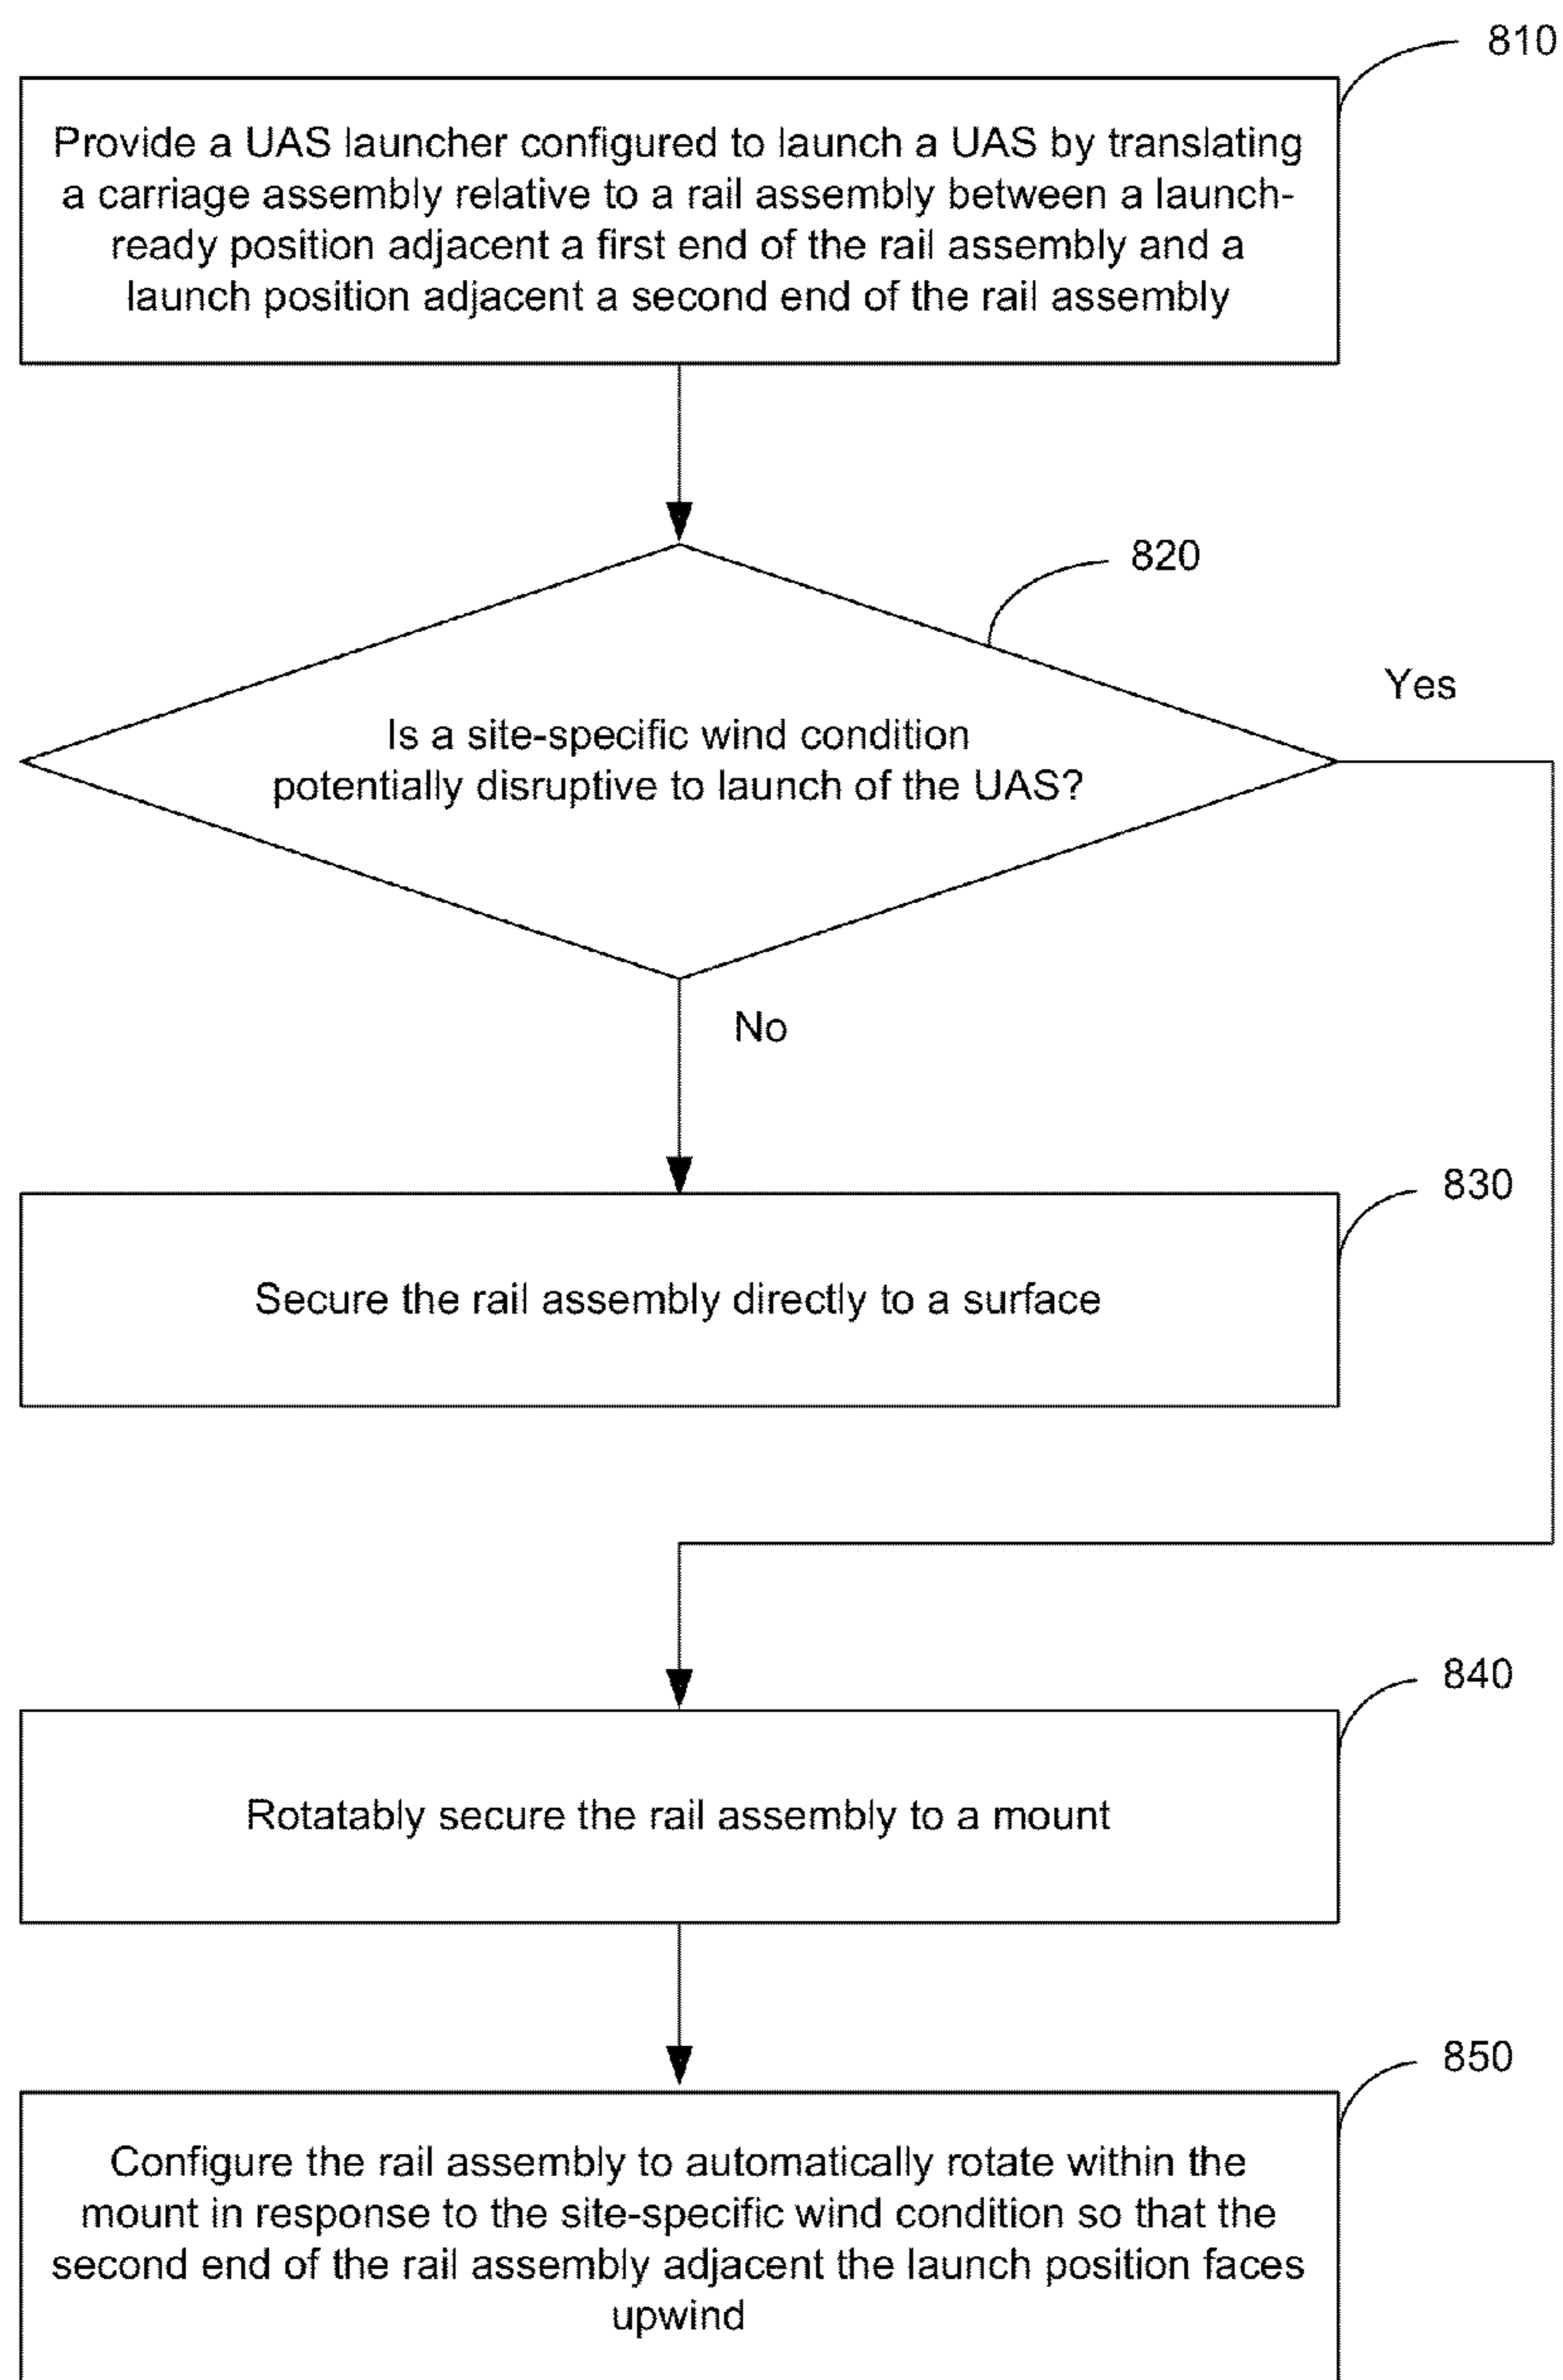 810
Provide a UAS launcher configured to launch a UAS by translating
a carriage assembly relative to a rail assembly between a launch-
ready position adjacent a first end of the rail assembly and a
launch position adjacent a second end of the rail assembly
820
Yes
Is a site-specific wind condition
potentially disruptive to launch of the UAS?
No
830
Secure the rail assembly directly to a surface
840
Rotatably secure the rail assembly to a mount
850
Configure the rail assembly to automatically rotate within the
mount in response to the site-specific wind condition so that the
second end of the rail assembly adjacent the launch position faces
upwind